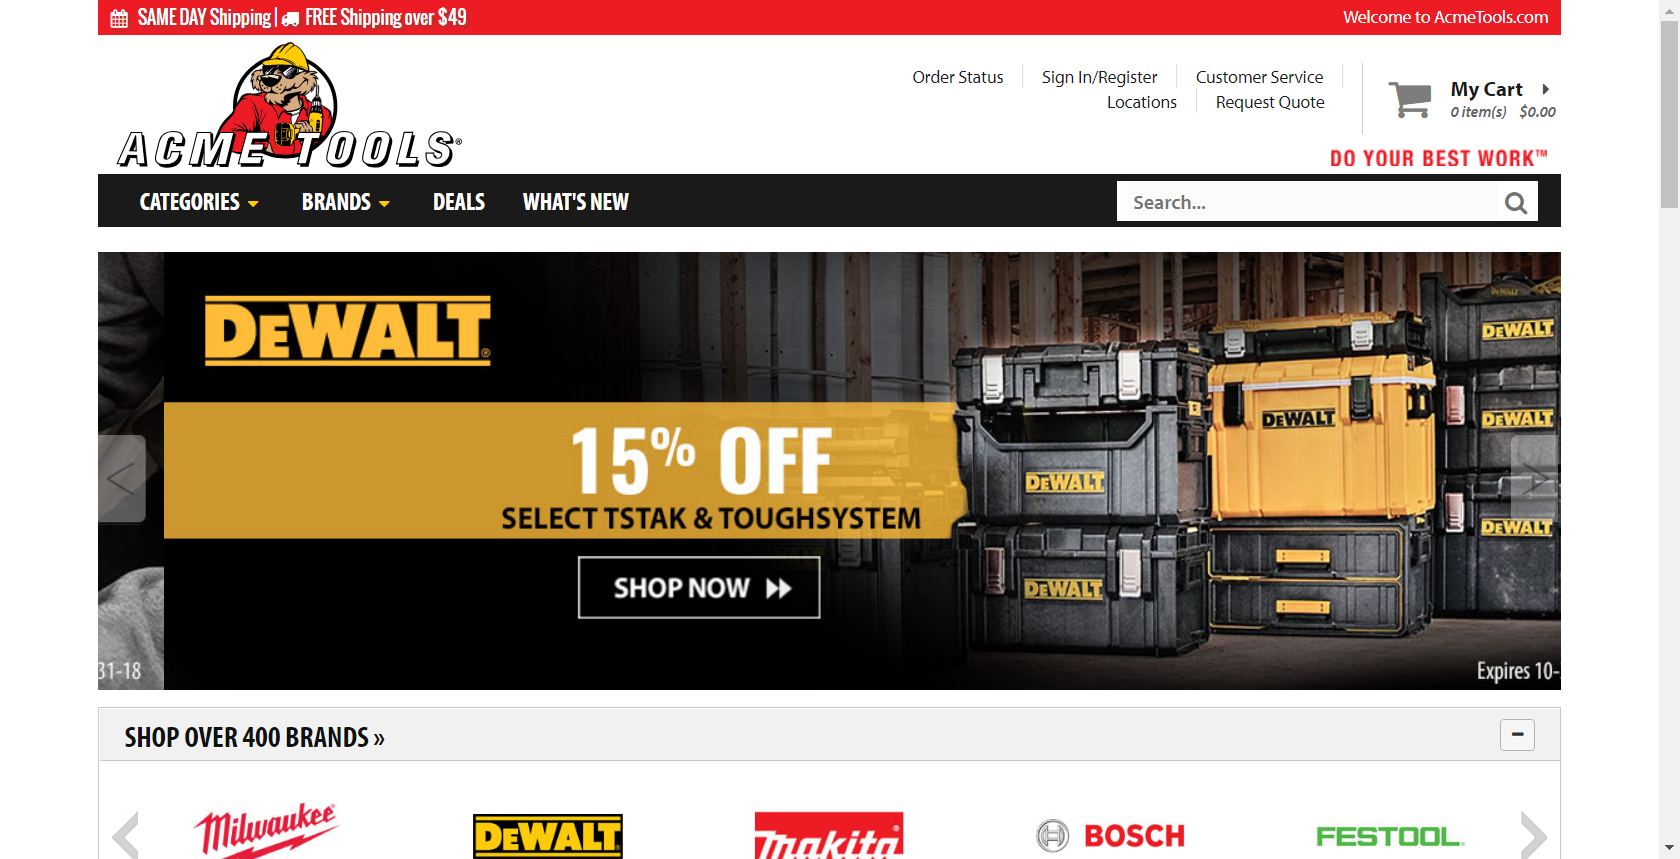 SAME DAY Shipping | FREE Shipping over $49
Welcome to AcmeTools.com
ACME TOOLS®
Order Status
Sign In/Register
Customer Service
Locations
Request Quote
My Cart
0 item(s) $0.00
DO YOUR BEST WORK™
CATEGORIES
BRANDS
DEALS
WHAT'S NEW
Search...
DEWALT®
15% OFF
SELECT TSTAK & TOUGHSYSTEM
SHOP NOW
DEWALT
DEWALT
DEWALT
DEWALT
DEWALT
DEWALT
31-18
Expires 10-
SHOP OVER 400 BRANDS »
Milwaukee®
DEWALT
makita®
BOSCH
FESTOOL